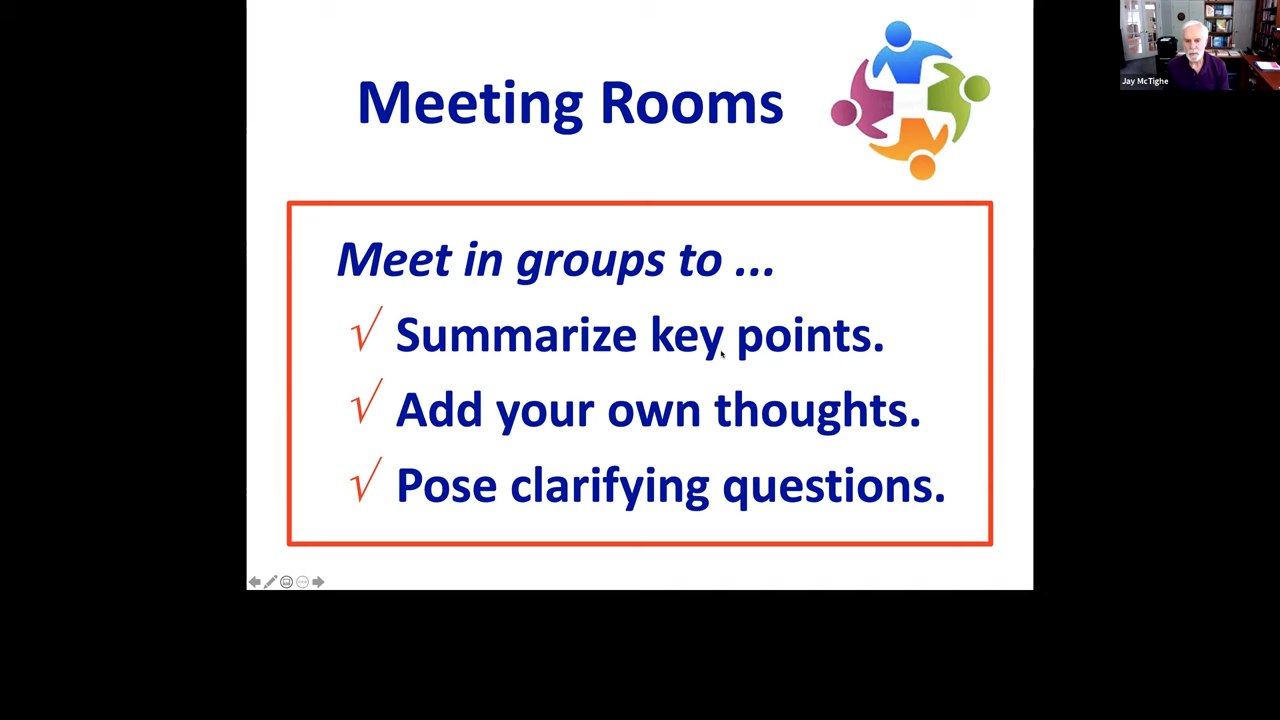 Meeting Rooms
Jay McTighe
Meet in groups to ...
√ Summarize key points.
√ Add your own thoughts.
√ Pose clarifying questions.